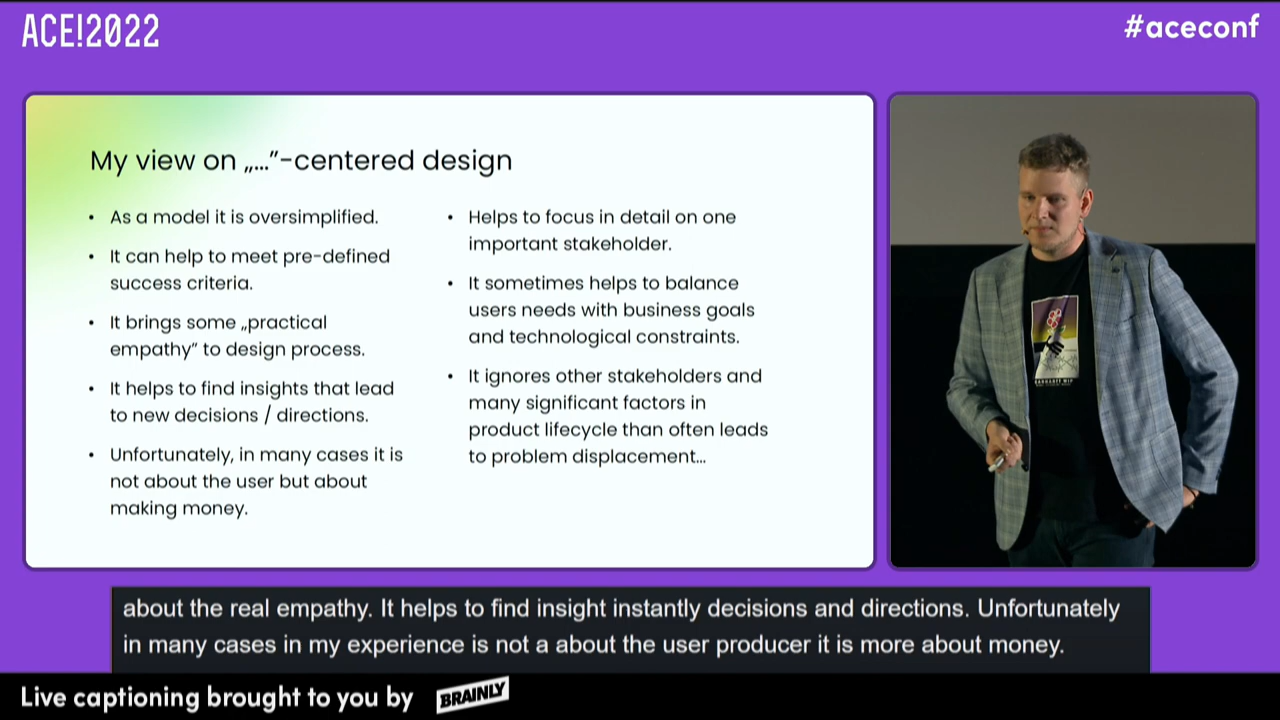 ACE!2022
#aceconf
My view on „...”-centered design
• As a model it is oversimplified.
• It can help to meet pre-defined
success criteria.
• It brings some „practical
empathy” to design process.
• It helps to find insights that lead
to new decisions / directions.
• Unfortunately, in many cases it is
not about the user but about
making money.
• Helps to focus in detail on one
important stakeholder.
• It sometimes helps to balance
users needs with business goals
and technological constraints.
• It ignores other stakeholders and
many significant factors in
product lifecycle than often leads
to problem displacement...
about the real empathy. It helps to find insight instantly decisions and directions. Unfortunately
in many cases in my experience is not a about the user producer it is more about money.
Live captioning brought to you by BRAINLY